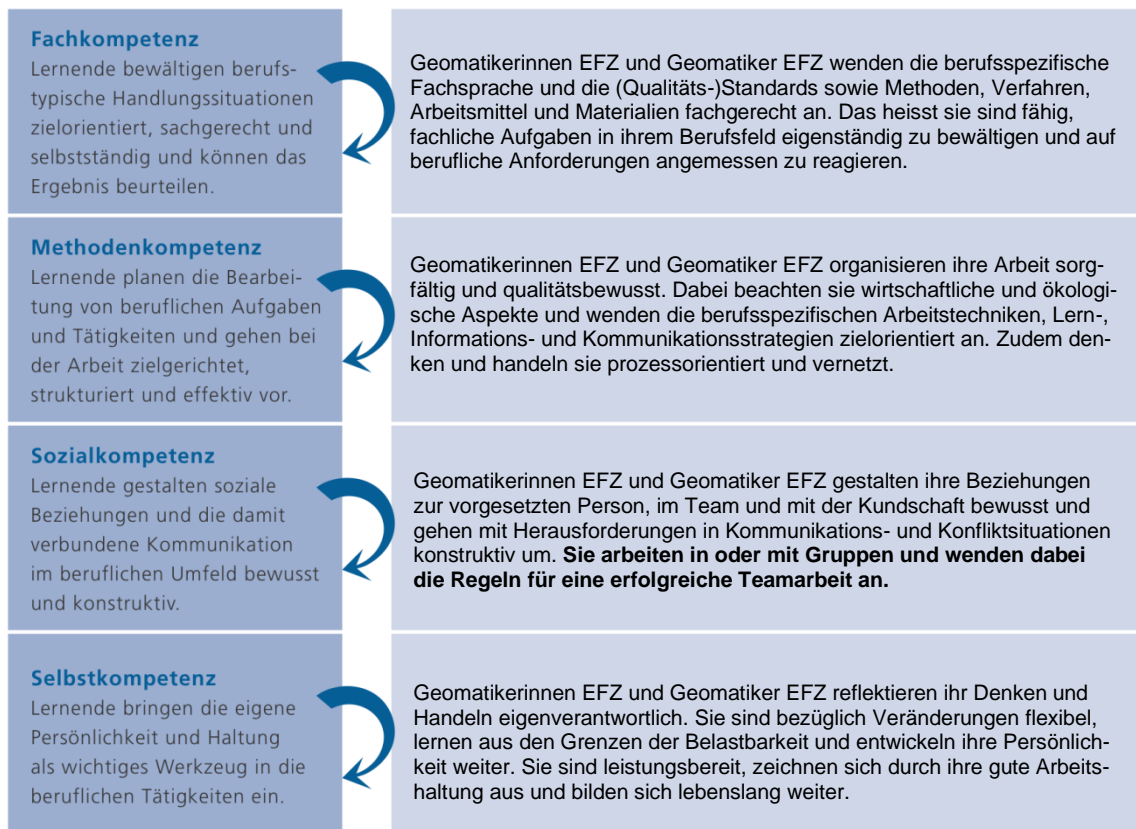 Fachkompetenz
Lernende bewältigen berufs-
typische Handlungssituationen
zielorientiert, sachgerecht und
selbstständig und können das
Ergebnis beurteilen.
Geomatikerinnen EFZ und Geomatiker EFZ wenden die berufsspezifische
Fachsprache und die (Qualitäts-)Standards sowie Methoden, Verfahren,
Arbeitsmittel und Materialien fachgerecht an. Das heisst sie sind fähig,
fachliche Aufgaben in ihrem Berufsfeld eigenständig zu bewältigen und auf
berufliche Anforderungen angemessen zu reagieren.
Methodenkompetenz
Lernende planen die Bearbei-
tung von beruflichen Aufgaben
und Tätigkeiten und gehen bei
der Arbeit zielgerichtet,
strukturiert und effektiv vor.
Geomatikerinnen EFZ und Geomatiker EFZ organisieren ihre Arbeit sorg-
fältig und qualitätsbewusst. Dabei beachten sie wirtschaftliche und ökologi-
sche Aspekte und wenden die berufsspezifischen Arbeitstechniken, Lern-,
Informations- und Kommunikationsstrategien zielorientiert an. Zudem den-
ken und handeln sie prozessorientiert und vernetzt.
Sozialkompetenz
Lernende gestalten soziale
Beziehungen und die damit
verbundene Kommunikation
im beruflichen Umfeld bewusst
und konstruktiv.
Geomatikerinnen EFZ und Geomatiker EFZ gestalten ihre Beziehungen
zur vorgesetzten Person, im Team und mit der Kundschaft bewusst und
gehen mit Herausforderungen in Kommunikations- und Konfliktsituationen
konstruktiv um. Sie arbeiten in oder mit Gruppen und wenden dabei
die Regeln für eine erfolgreiche Teamarbeit an.
Selbstkompetenz
Lernende bringen die eigene
Persönlichkeit und Haltung
als wichtiges Werkzeug in die
beruflichen Tätigkeiten ein.
Geomatikerinnen EFZ und Geomatiker EFZ reflektieren ihr Denken und
Handeln eigenverantwortlich. Sie sind bezüglich Veränderungen flexibel,
lernen aus den Grenzen der Belastbarkeit und entwickeln ihre Persönlich-
keit weiter. Sie sind leistungsbereit, zeichnen sich durch ihre gute Arbeits-
haltung aus und bilden sich lebenslang weiter.